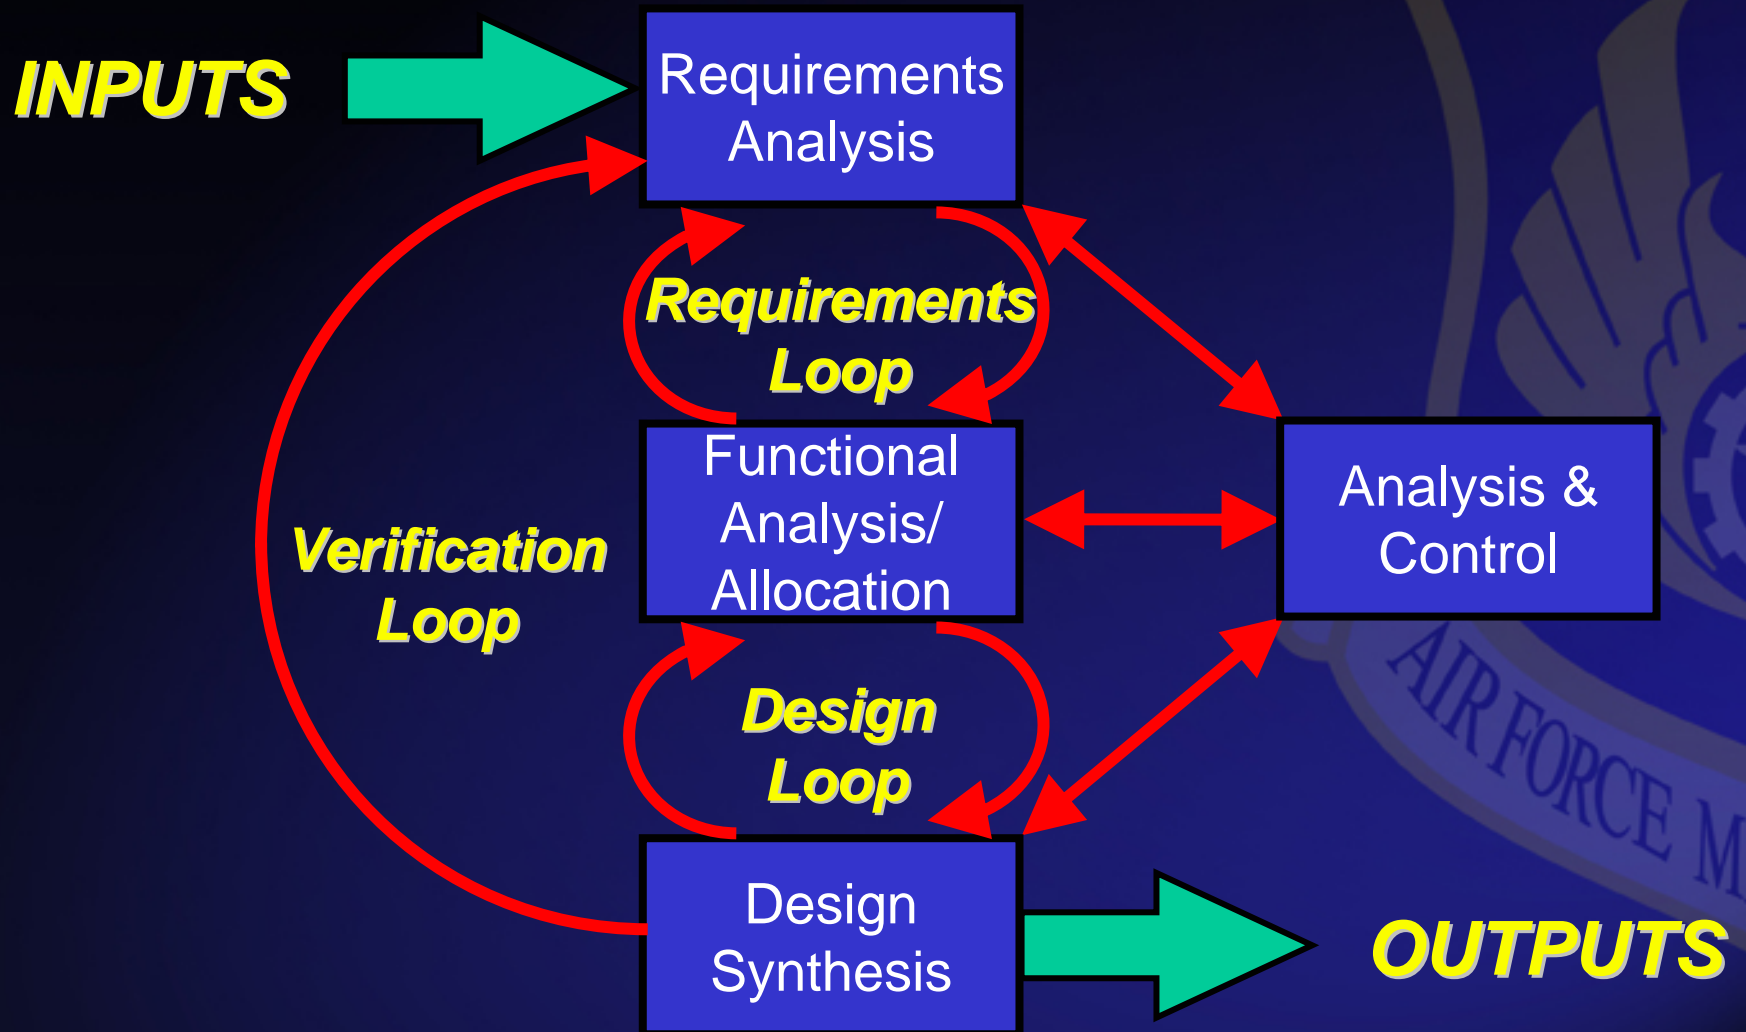 INPUTS
Requirements
Analysis
Requirements
Loop
Functional
Analysis/
Allocation
Analysis &
Control
Verification
Loop
Design
Loop
Design
Synthesis
OUTPUTS
AIR FORCE